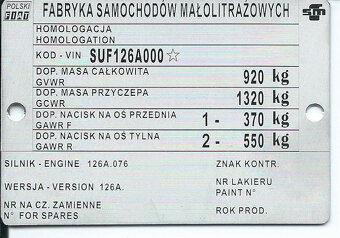 POLSKI
FIAT
FABRYKA SAMOCHODÓW MAŁOLITRAŻOWYCH
HOMOLOGACJA
HOMOLOGATION
KOD - VIN SUF126A000☆
DOP. MASA CAŁKOWITA
GVWR
920 kg
DOP. MASA PRZYCZEPA
GCWR
1320 kg
DOP. NACISK NA OŚ PRZEDNIA
GAWR F
1 - 370 kg
DOP. NACISK NA OŚ TYLNA
GAWR R
2 - 550 kg
SILNIK - ENGINE 126A.076
WERSJA - VERSION 126A.
NR NA CZ. ZAMIENNE
N° FOR SPARES
ZNAK KONTR.
NR LAKIERU
PAINT N°
ROK PROD.